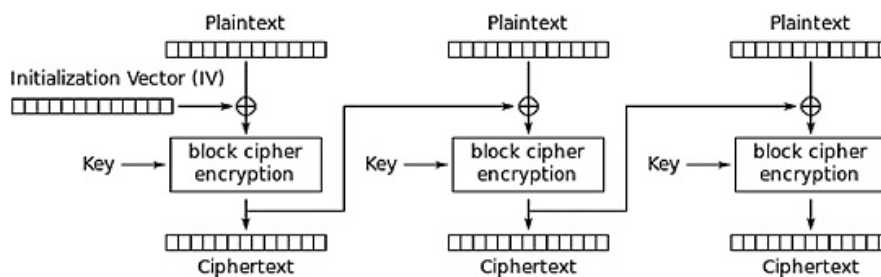 Plaintext
Plaintext
Plaintext
Initialization Vector (IV)
Key
block cipher
encryption
Key
block cipher
encryption
Key
block cipher
encryption
Ciphertext
Ciphertext
Ciphertext